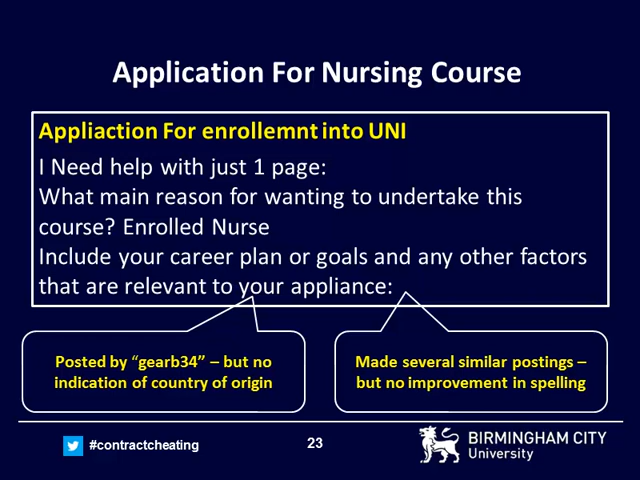 Application For Nursing Course
Appliaction For enrollemnt into UNI
I Need help with just 1 page:
What main reason for wanting to undertake this
course? Enrolled Nurse
Include your career plan or goals and any other factors
that are relevant to your appliance:
Posted by “gearb34” – but no
indication of country of origin
Made several similar postings –
but no improvement in spelling
#contractcheating
23
BIRMINGHAM CITY
University